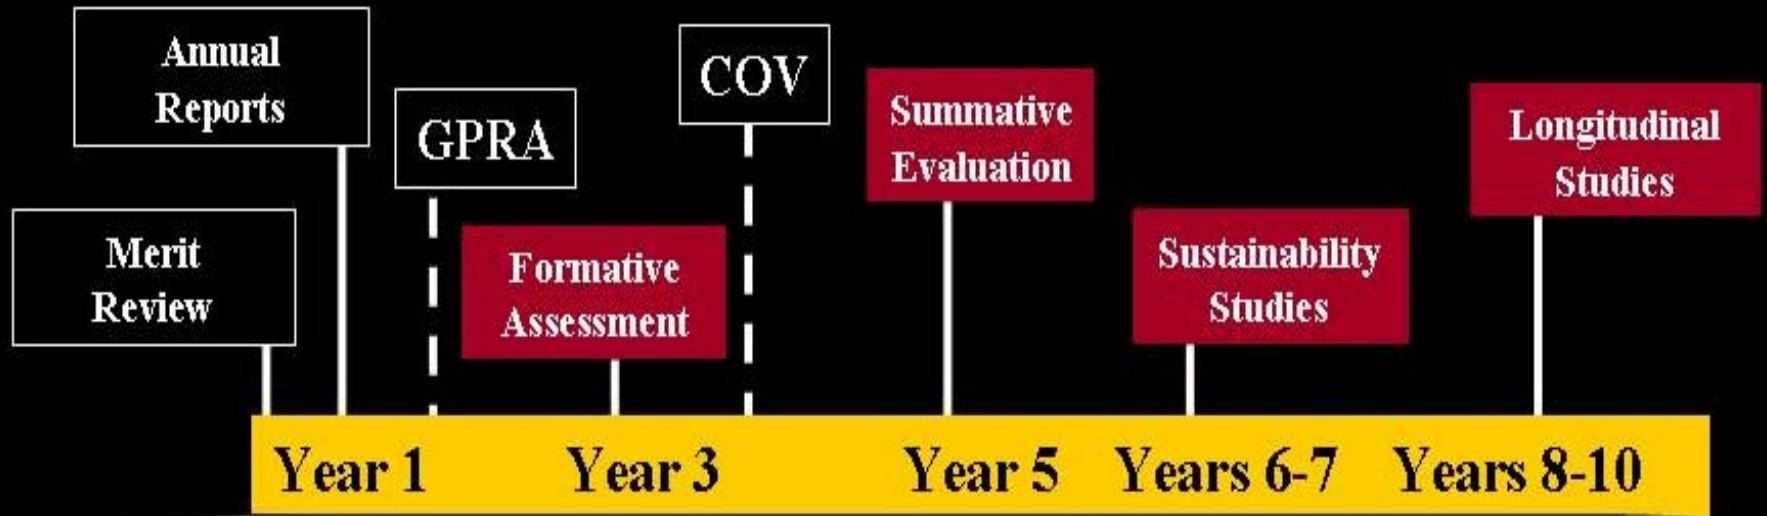 Annual
Reports
GPRA
COV
Summative
Evaluation
Longitudinal
Studies
Merit
Review
Formative
Assessment
Sustainability
Studies
Year 1 Year 3 Year 5 Years 6-7 Years 8-10